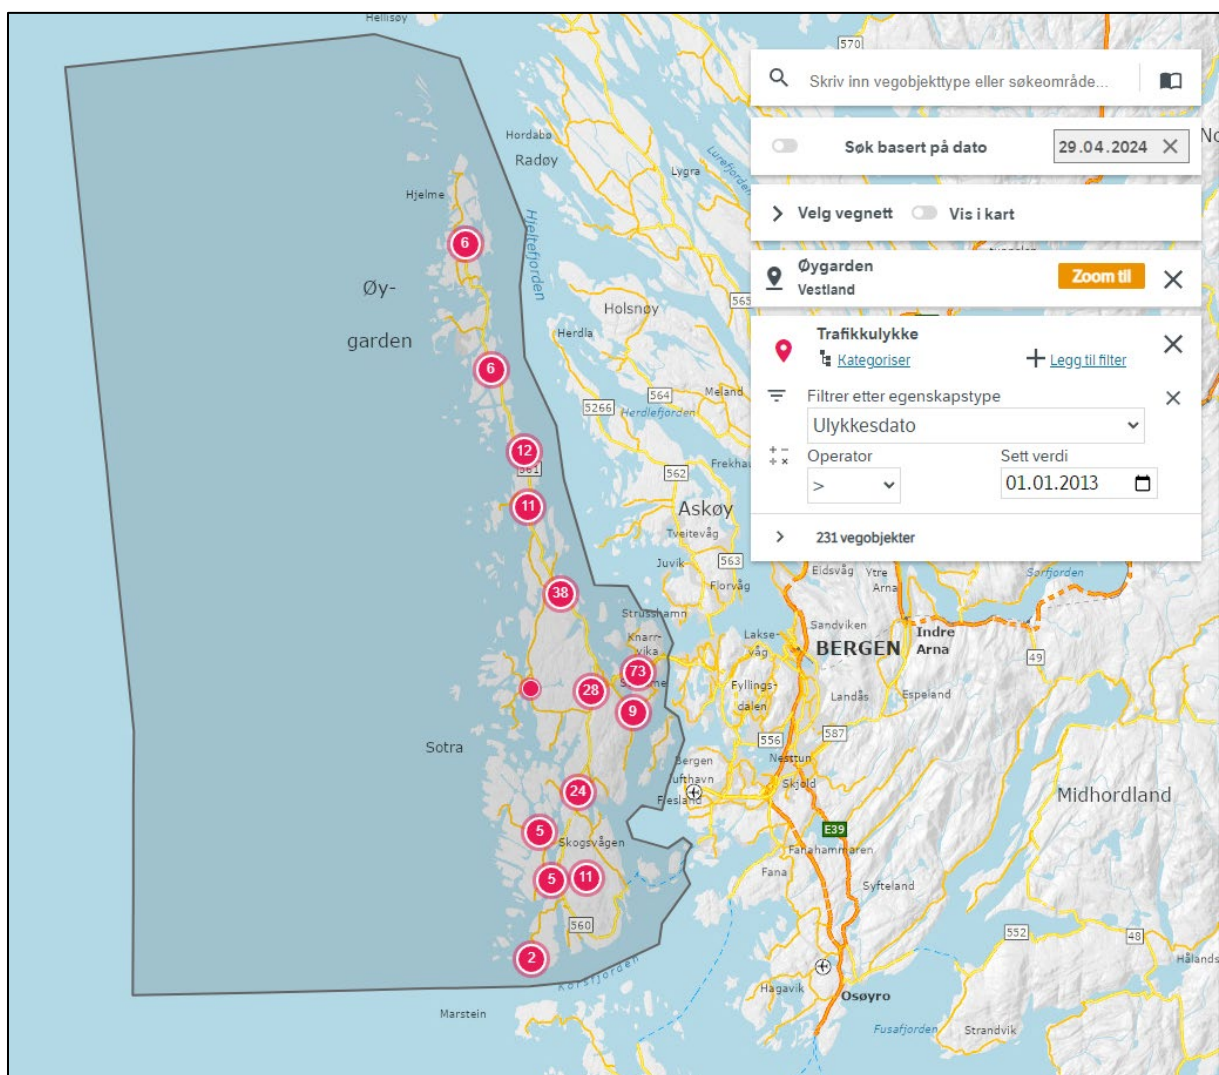 Hellisøy
570
Skriv inn vegobjekttype eller søkeområde...
Søk basert på dato
29.04.2024
No
Hordabø
Radøy
Lygra
Lurefjorden
Hjelme
Hjeltefjorden
Velg vegnett
Vis i kart
6
Øygarden
Vestland
Zoom til
Øy-
garden
Holsnøy
565
Herdla
Trafikkulykke
Kategoriser
Legg til filter
6
5266
564
Meland
Herdlefjorden
Filtrer etter egenskapstype
Ulykkesdato
12
561
562
Frekhau
Operator
Sett verdi
>
01.01.2013
11
Askøy
Tveitevåg
231 vegobjekter
Juvik
563
Florvåg
Eidsvåg
Ytre
Arna
Sørfjorden
38
Strusshamn
Knarr-
vika
Lakse-
våg
Sandviken
BERGEN
Indre
Arna
49
73
28
9
Fyllings-
dalen
Landås
Espeland
Sotra
556
587
Bergen
lufthavn
Flesland
Nesttun
Skjold
24
Midhordland
5
Skogsvågen
E39
Fanahammaren
5
11
Fana
Syfteland
560
552
48
2
Korsfjorden
Hålands
Hagavik
Osøyro
Marstein
Fusafjorden
Strandvik